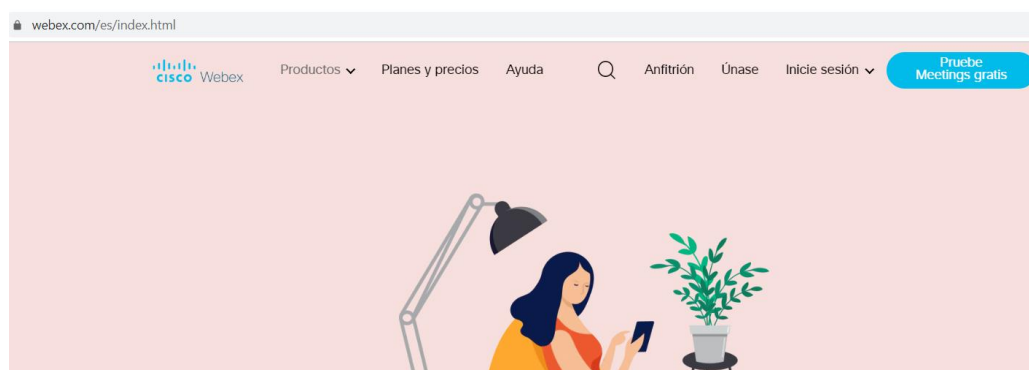 webex.com/es/index.html
CISCO Webex Productos Planes y precios Ayuda Anfitrión Únase Inicie sesión Pruebe
Meetings gratis